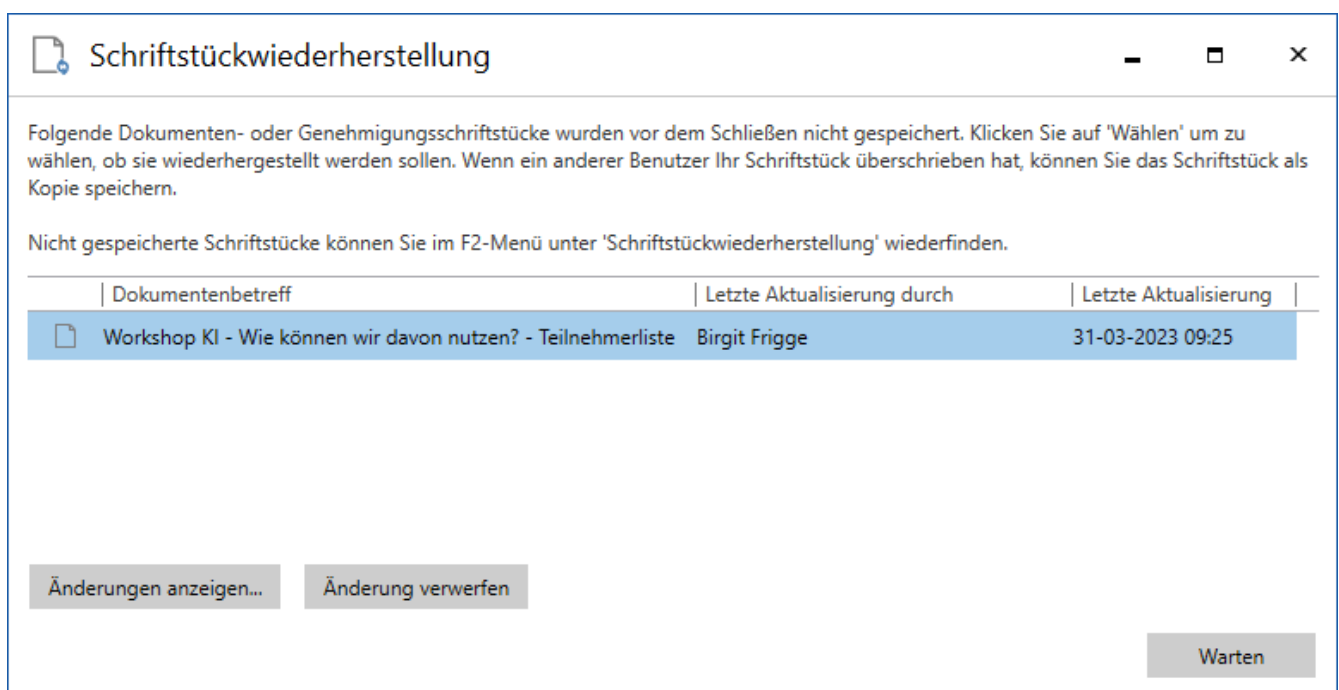 Schriftstückwiederherstellung
Folgende Dokumenten- oder Genehmigungsschriftstücke wurden vor dem Schließen nicht gespeichert. Klicken Sie auf 'Wählen' um zu
wählen, ob sie wiederhergestellt werden sollen. Wenn ein anderer Benutzer Ihr Schriftstück überschrieben hat, können Sie das Schriftstück als
Kopie speichern.
Nicht gespeicherte Schriftstücke können Sie im F2-Menü unter 'Schriftstückwiederherstellung' wiederfinden.
Dokumentenbetreff Letzte Aktualisierung durch Letzte Aktualisierung
Workshop KI - Wie können wir davon nutzen? - Teilnehmerliste Birgit Frigge 31-03-2023 09:25
Änderungen anzeigen... Änderung verwerfen
Warten